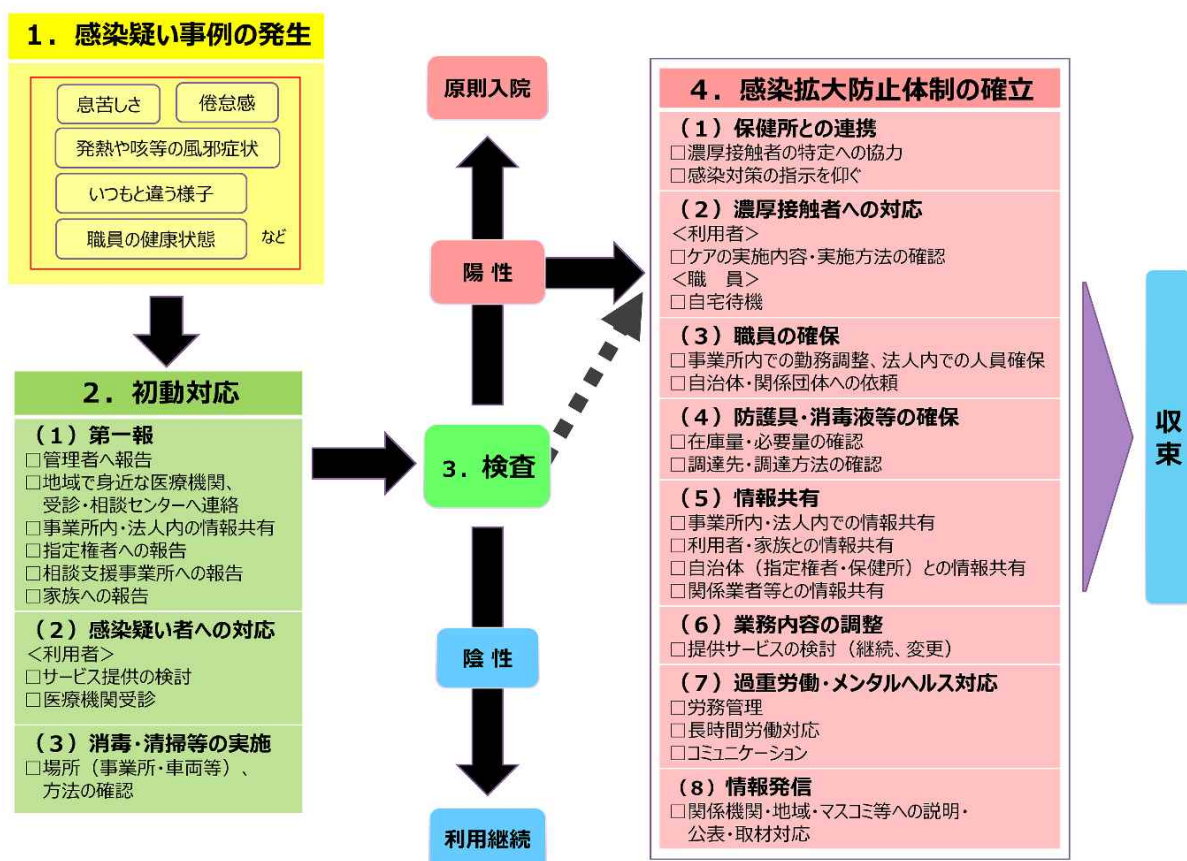 1．感染疑い事例の発生
息苦しさ
倦怠感
発熱や咳等の風邪症状
いつもと違う様子
職員の健康状態
など
2．初動対応
（1）第一報
□管理者へ報告
□地域で身近な医療機関、
受診・相談センターへ連絡
□事業所内・法人内の情報共有
□指定権者への報告
□相談支援事業所への報告
□家族への報告
（2）感染疑い者への対応
<利用者>
□サービス提供の検討
□医療機関受診
（3）消毒・清掃等の実施
□場所（事業所・車両等）、
方法の確認
原則入院
陽 性
3．検査
陰 性
利用継続
4．感染拡大防止体制の確立
（1）保健所との連携
□濃厚接触者の特定への協力
□感染対策の指示を仰ぐ
（2）濃厚接触者への対応
<利用者>
□ケアの実施内容・実施方法の確認
<職　員>
□自宅待機
（3）職員の確保
□事業所内での勤務調整、法人内での人員確保
□自治体・関係団体への依頼
（4）防護具・消毒液等の確保
□在庫量・必要量の確認
□調達先・調達方法の確認
（5）情報共有
□事業所内・法人内での情報共有
□利用者・家族との情報共有
□自治体（指定権者・保健所）との情報共有
□関係業者等との情報共有
（6）業務内容の調整
□提供サービスの検討（継続、変更）
（7）過重労働・メンタルヘルス対応
□労務管理
□長時間労働対応
□コミュニケーション
（8）情報発信
□関係機関・地域・マスコミ等への説明・
公表・取材対応
収束